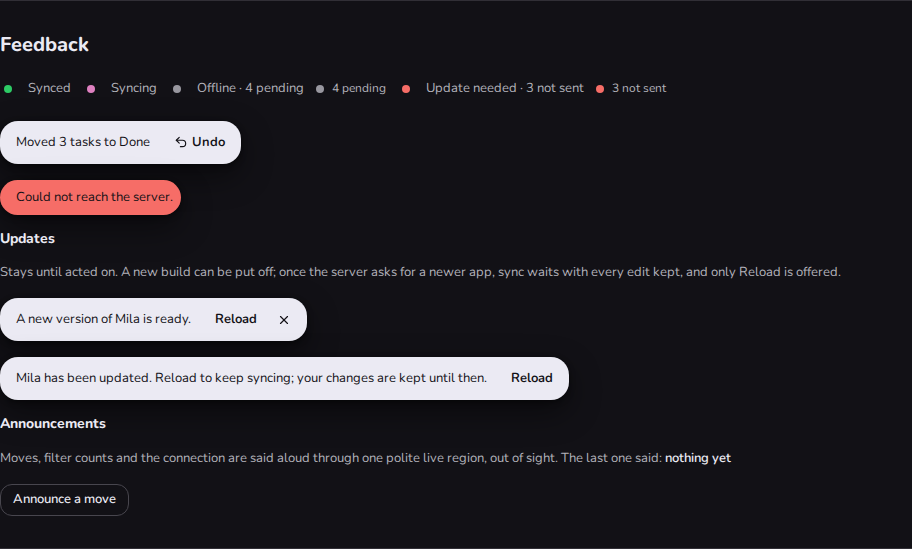 Feedback
Synced Syncing Offline · 4 pending 4 pending Update needed · 3 not sent 3 not sent
Moved 3 tasks to Done Undo
Could not reach the server.
Updates
Stays until acted on. A new build can be put off; once the server asks for a newer app, sync waits with every edit kept, and only Reload is offered.
A new version of Mila is ready. Reload
Mila has been updated. Reload to keep syncing; your changes are kept until then. Reload
Announcements
Moves, filter counts and the connection are said aloud through one polite live region, out of sight. The last one said: nothing yet
Announce a move